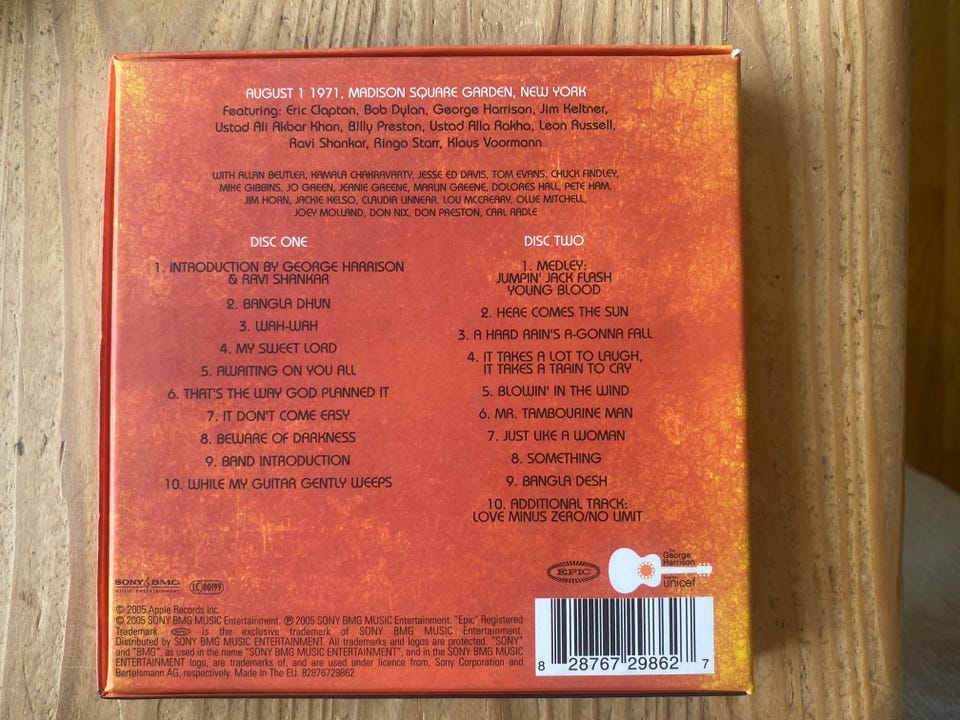 AUGUST 1 1971, MADISON SQUARE GARDEN, NEW YORK
Featuring: Eric Clapton, Bob Dylan, George Harrison, Jim Keltner,
Ustad Ali Akbar Khan, Billy Preston, Ustad Alla Rakha, Leon Russell,
Ravi Shankar, Ringo Starr, Klaus Voormann
WITH ALLAN BEUTLER, KAMALA CHAKRAVARTY, JESSE ED DAVIS, TOM EVANS, CHUCK FINDLEY,
MIKE GIBBINS, JO GREEN, JEANIE GREENE, MARLIN GREENE, DOLORES HALL, PETE HAM,
JIM HORN, JACKIE KELSO, CLAUDIA LINNEAR, LOU MCCREARY, OLLIE MITCHELL,
JOEY MOLLAND, DON NIX, DON PRESTON, CARL RADLE
DISC ONE
1. INTRODUCTION BY GEORGE HARRISON
& RAVI SHANKAR
2. BANGLA DHUN
3. WAH-WAH
4. MY SWEET LORD
5. AWAITING ON YOU ALL
6. THAT'S THE WAY GOD PLANNED IT
7. IT DON'T COME EASY
8. BEWARE OF DARKNESS
9. BAND INTRODUCTION
10. WHILE MY GUITAR GENTLY WEEPS
DISC TWO
1. MEDLEY:
JUMPIN' JACK FLASH
YOUNG BLOOD
2. HERE COMES THE SUN
3. A HARD RAIN'S A-GONNA FALL
4. IT TAKES A LOT TO LAUGH,
IT TAKES A TRAIN TO CRY
5. BLOWIN' IN THE WIND
6. MR. TAMBOURINE MAN
7. JUST LIKE A WOMAN
8. SOMETHING
9. BANGLA DESH
10. ADDITIONAL TRACK:
LOVE MINUS ZERO/NO LIMIT
SONY BMG
MUSIC ENTERTAINMENT
LC 00199
EPIC
The
George
Harrison
unicef
© 2005 Apple Records Inc.
© 2005 SONY BMG MUSIC Entertainment. ℗ 2005 SONY BMG MUSIC Entertainment. "Epic" Registered
Trademark EPIC is the exclusive trademark of SONY BMG MUSIC Entertainment.
Distributed by SONY BMG MUSIC ENTERTAINMENT. All trademarks and logos are protected. "SONY"
and "BMG", as used in the name "SONY BMG MUSIC ENTERTAINMENT", and in the SONY BMG MUSIC
ENTERTAINMENT logo, are trademarks of, and are used under licence from, Sony Corporation and
Bertelsmann AG, respectively. Made In The EU. 82876729862
8 28767 29862 7